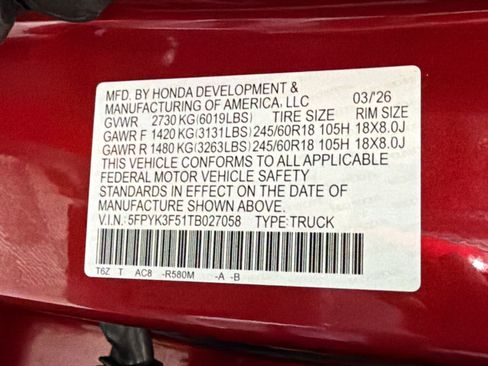 MFD. BY HONDA DEVELOPMENT &
MANUFACTURING OF AMERICA, LLC 03/'26
GVWR 2730 KG(6019LBS) TIRE SIZE RIM SIZE
GAWR F 1420 KG(3131LBS) 245/60R18 105H 18X8.0J
GAWR R 1480 KG(3263LBS) 245/60R18 105H 18X8.0J
THIS VEHICLE CONFORMS TO ALL APPLICABLE
FEDERAL MOTOR VEHICLE SAFETY
STANDARDS IN EFFECT ON THE DATE OF
MANUFACTURE SHOWN ABOVE.
V.I.N.: 5FPYK3F51TB027058 TYPE:TRUCK
T6Z T AC8 -R580M -A -B